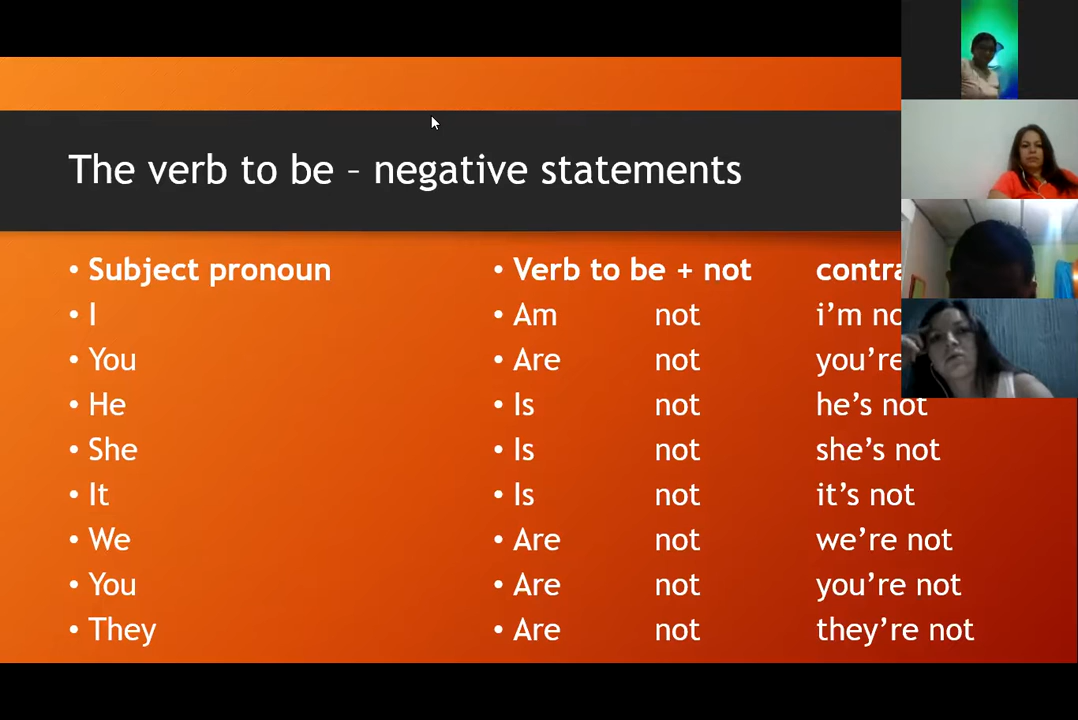 The verb to be – negative statements
• Subject pronoun • Verb to be + not
• I • Am not i’m
• You • Are not you’re
• He • Is not he’s not
• She • Is not she’s not
• It • Is not it’s not
• We • Are not we’re not
• You • Are not you’re not
• They • Are not they’re not